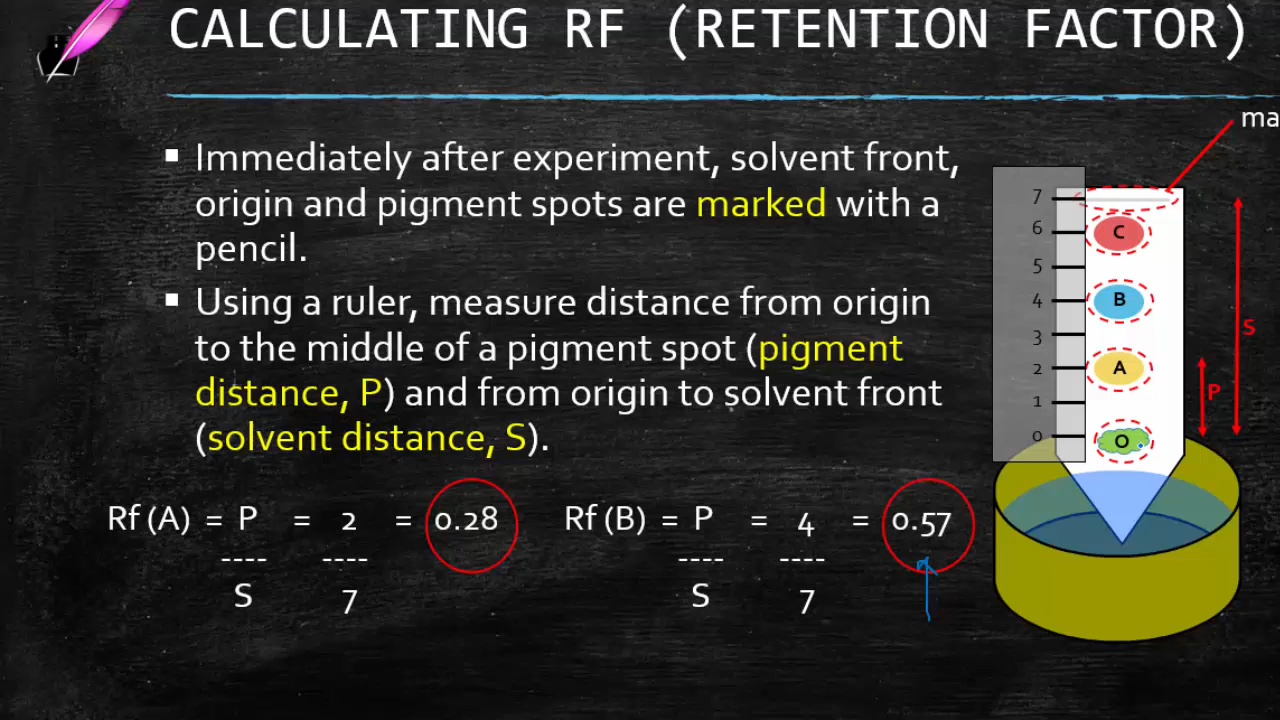 CALCULATING RF (RETENTION FACTOR)
▪ Immediately after experiment, solvent front,
origin and pigment spots are marked with a
pencil.
▪ Using a ruler, measure distance from origin
to the middle of a pigment spot (pigment
distance, P) and from origin to solvent front
(solvent distance, S).
Rf (A) = P = 2 = 0.28
---- ----
S 7
Rf (B) = P = 4 = 0.57
---- ----
S 7
ma
7
6
C
5
4
B
3
2
A
1
0
O
S
P